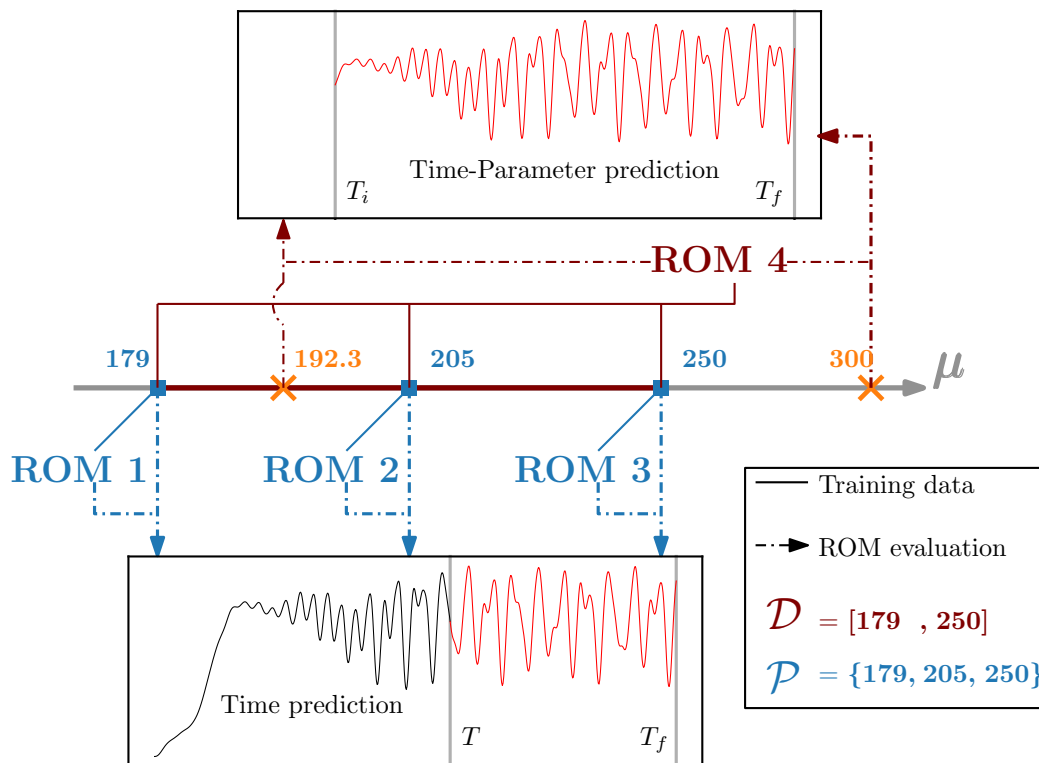 Time-Parameter prediction
T_i
T_f
ROM 4
179
192.3
205
250
300
μ
ROM 1
ROM 2
ROM 3
Training data
ROM evaluation
𝒟 = [179 , 250]
𝒫 = {179, 205, 250}
Time prediction
T
T_f